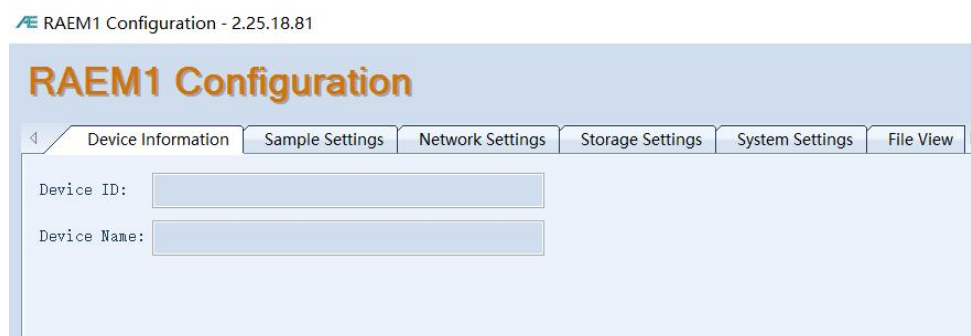 Æ RAEM1 Configuration - 2.25.18.81
RAEM1 Configuration
Device Information Sample Settings Network Settings Storage Settings System Settings File View
Device ID:
Device Name: